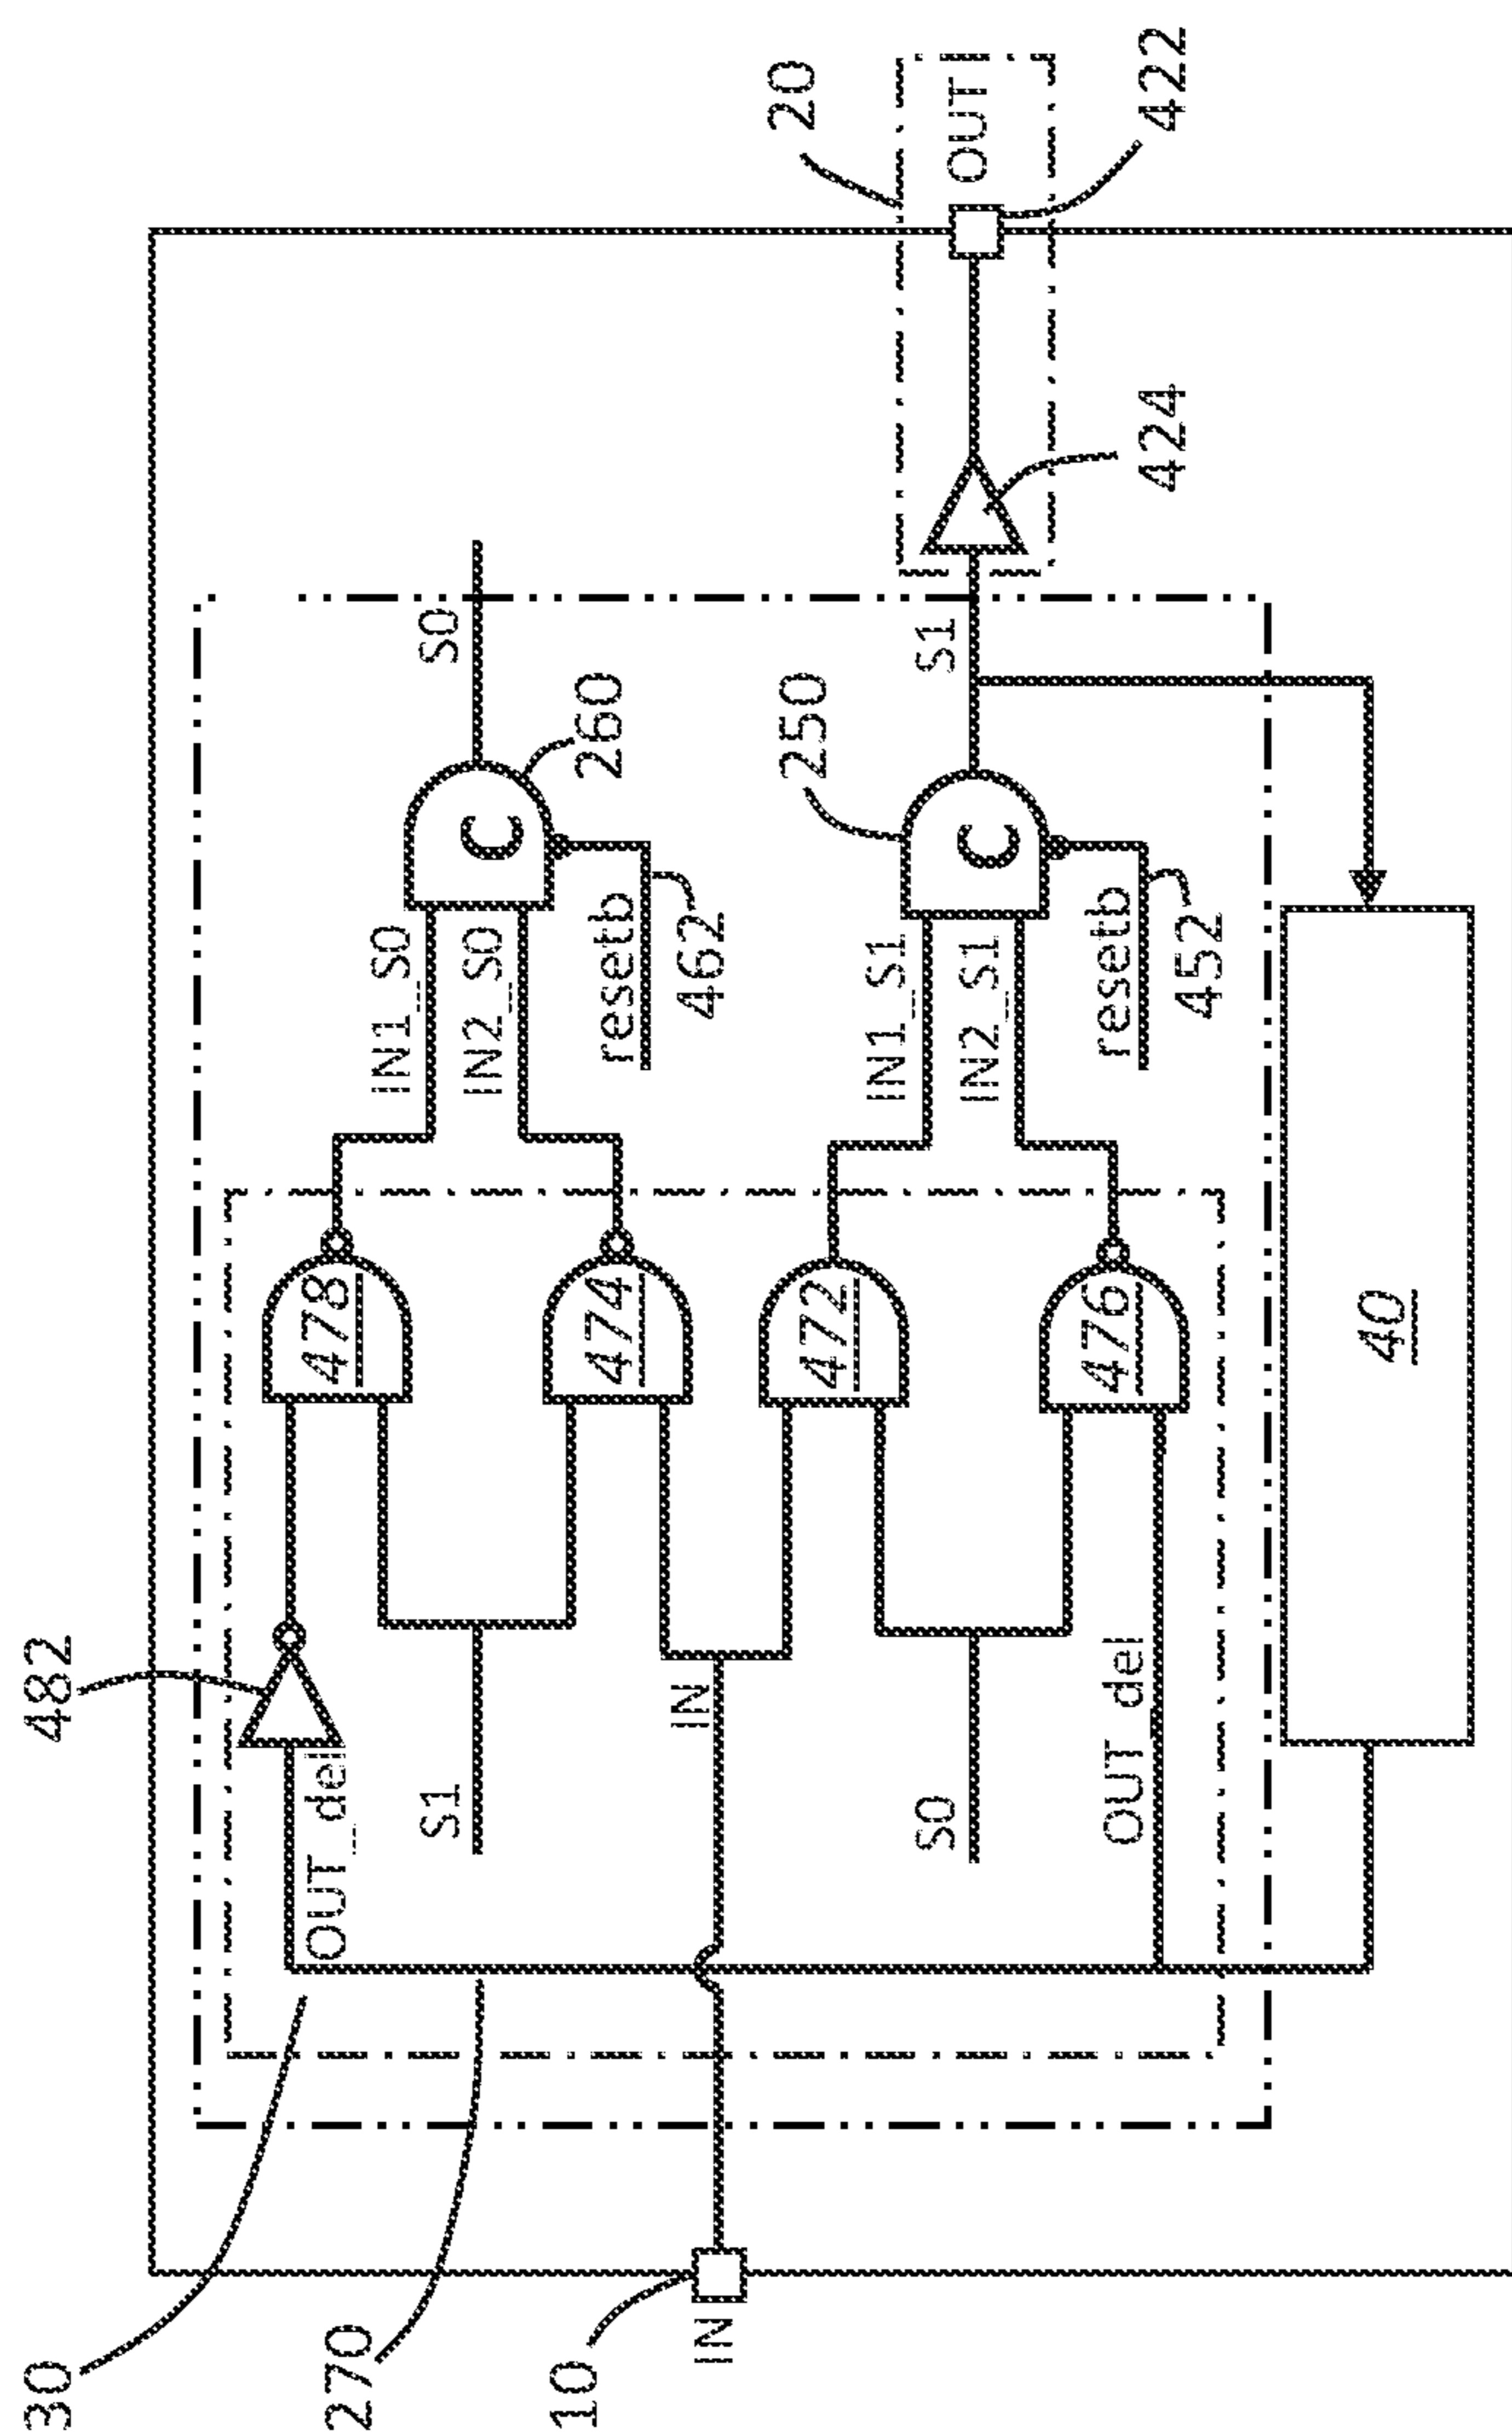 30
270
10
IN
482
OUT_del
S1
IN
S0
OUT_del
478
474
472
476
IN1_S0
IN2_S0
resetb
462
C
260
S0
IN1_S1
IN2_S1
resetb
452
C
250
S1
40
20
OUT
422
424